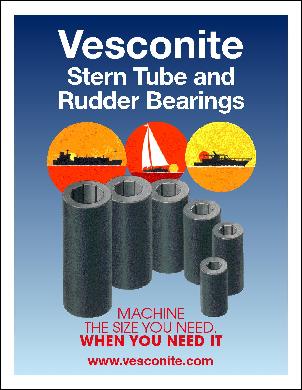 Vesconite
Stern Tube and
Rudder Bearings
MACHINE
THE SIZE YOU NEED,
WHEN YOU NEED IT
www.vesconite.com